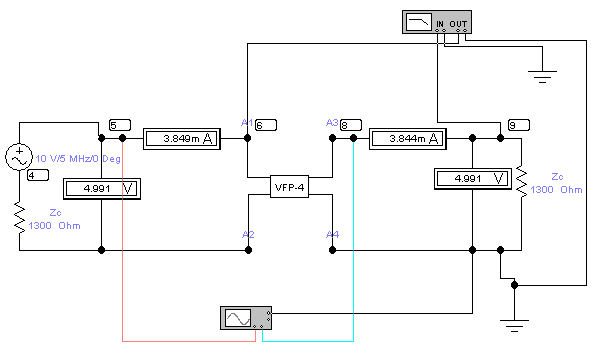 IN OUT
5
A1
6
A3
8
9
3.849m A
3.844m A
10 V/5 MHz/0 Deg
4
4.991 V
VFP-4
4.991 V
Zc
1300 Ohm
Zc
1300 Ohm
A2
A4